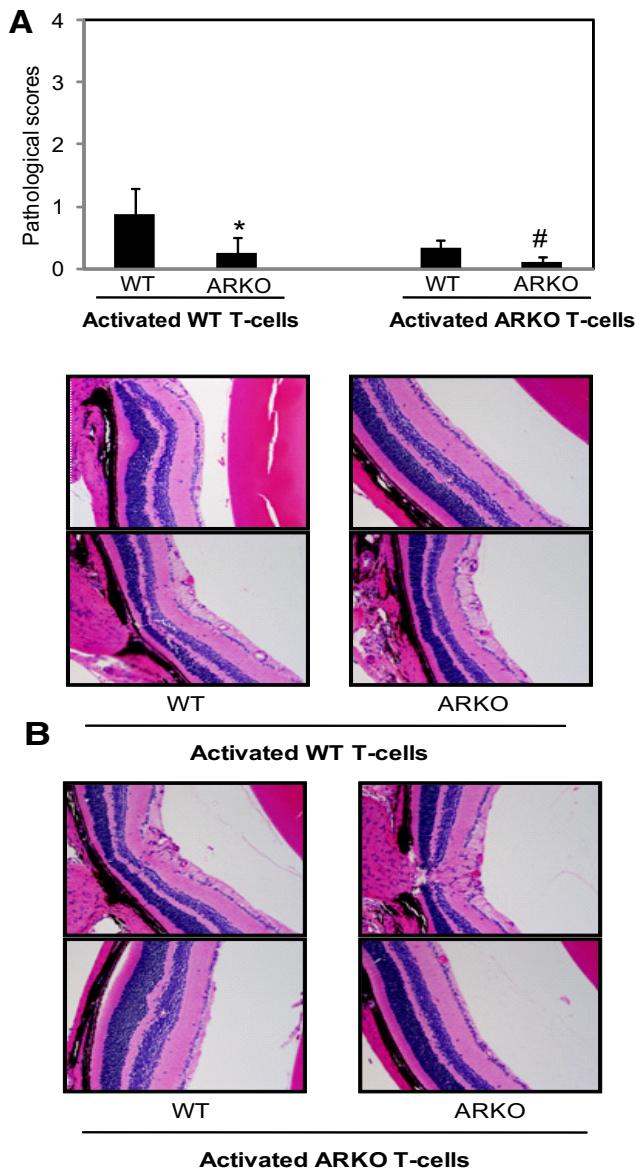 A
Pathological scores
4
3
2
1
0
*
#
WT ARKO WT ARKO
Activated WT T-cells Activated ARKO T-cells
WT ARKO
Activated WT T-cells
B
WT ARKO
Activated ARKO T-cells